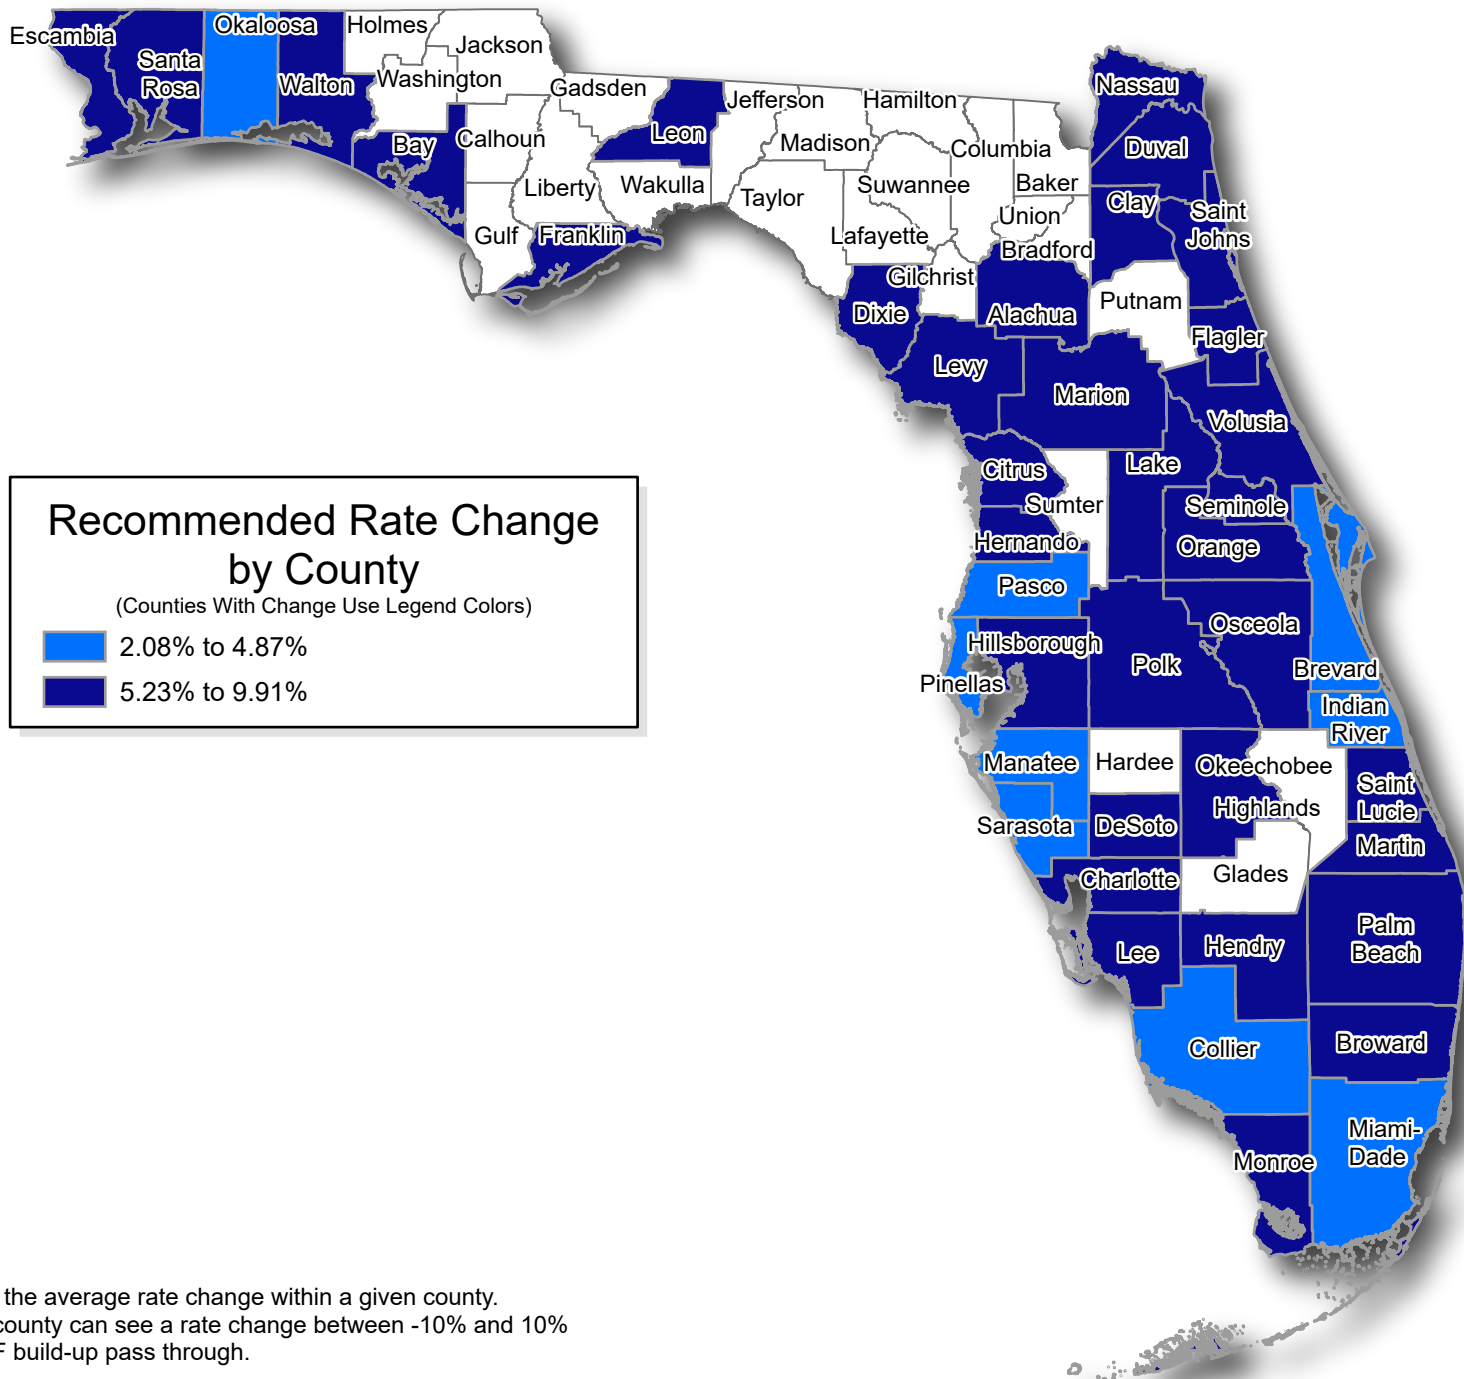 Escambia
Santa
Rosa
Okaloosa
Walton
Holmes
Jackson
Washington
Bay
Calhoun
Gulf
Liberty
Gadsden
Franklin
Leon
Wakulla
Jefferson
Madison
Taylor
Hamilton
Suwannee
Lafayette
Columbia
Baker
Union
Bradford
Gilchrist
Dixie
Alachua
Nassau
Duval
Clay
Saint
Johns
Putnam
Flagler
Levy
Marion
Volusia
Citrus
Sumter
Lake
Hernando
Seminole
Orange
Pasco
Osceola
Hillsborough
Polk
Pinellas
Brevard
Indian
River
Manatee
Hardee
Okeechobee
Highlands
Saint
Lucie
Sarasota
DeSoto
Martin
Charlotte
Glades
Lee
Hendry
Palm
Beach
Collier
Broward
Miami-
Dade
Monroe
Recommended Rate Change
by County
(Counties With Change Use Legend Colors)
2.08% to 4.87%
5.23% to 9.91%
the average rate change within a given county.
county can see a rate change between -10% and 10%
F build-up pass through.